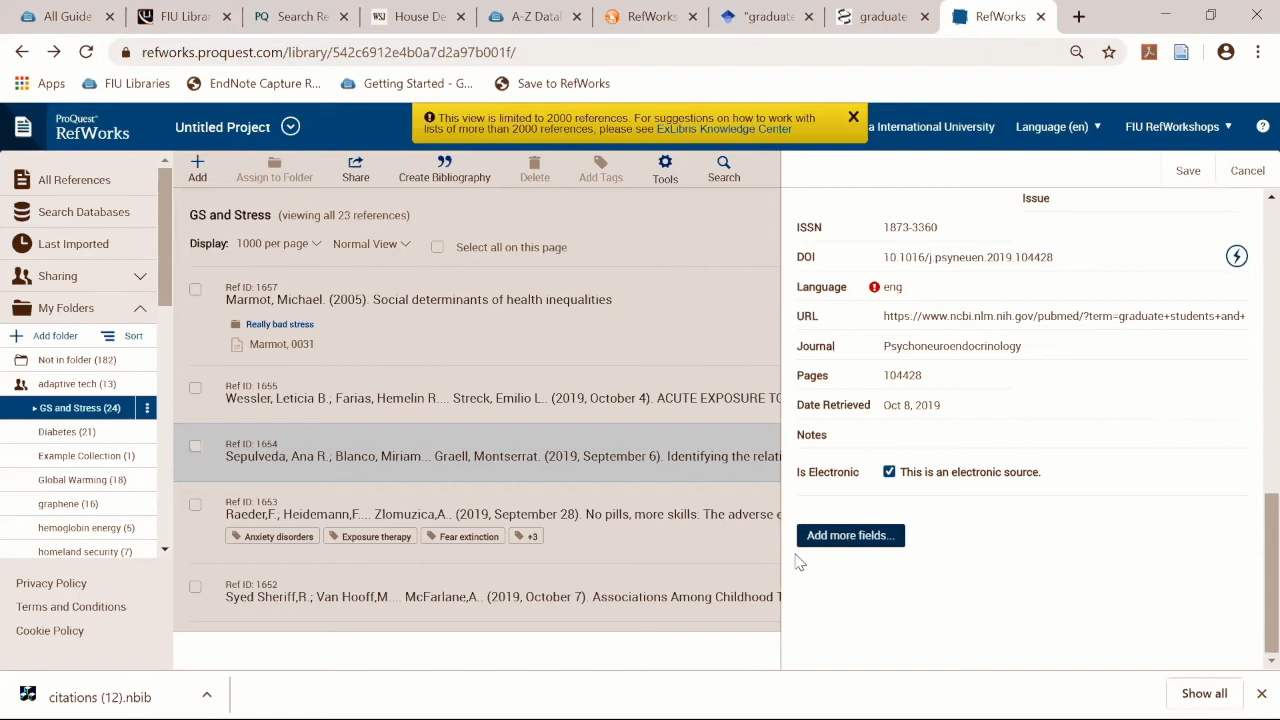 All Guide
FIU Librar
PQ Search Re
WSJ House De
A-Z Datal
RefWorks
"graduate
graduate
RefWorks
refworks.proquest.com/library/542c6912e4b0a7d2a97b001f/
Apps
FIU Libraries
EndNote Capture R...
Getting Started - G...
Save to RefWorks
ProQuest
RefWorks
Untitled Project
This view is limited to 2000 references. For suggestions on how to work with
lists of more than 2000 references, please see ExLibris Knowledge Center
X
a International University
Language (en)
FIU RefWorkshops
?
All References
Search Databases
Last Imported
Sharing
My Folders
Add folder
Sort
Not in folder (182)
adaptive tech (13)
GS and Stress (24)
Diabetes (21)
Example Collection (1)
Global Warming (18)
graphene (16)
hemoglobin energy (5)
homeland security (7)
Privacy Policy
Terms and Conditions
Cookie Policy
Add
Assign to Folder
Share
Create Bibliography
Delete
Add Tags
Tools
Search
GS and Stress (viewing all 23 references)
Display: 1000 per page Normal View Select all on this page
Ref ID: 1657
Marmot, Michael. (2005). Social determinants of health inequalities
Really bad stress
Marmot, 0031
Ref ID: 1655
Wessler, Leticia B.; Farias, Hemelin R.... Streck, Emilio L.. (2019, October 4). ACUTE EXPOSURE TO
Ref ID: 1654
Sepulveda, Ana R.; Blanco, Miriam... Graell, Montserrat. (2019, September 6). Identifying the relati
Ref ID: 1653
Raeder,F.; Heidemann,F.... Zlomuzica,A.. (2019, September 28). No pills, more skills: The adverse e
Anxiety disorders
Exposure therapy
Fear extinction
+3
Ref ID: 1652
Syed Sheriff,R.; Van Hooff,M.... McFarlane,A.. (2019, October 7). Associations Among Childhood T
Save
Cancel
Issue
ISSN 1873-3360
DOI 10.1016/j.psyneuen.2019.104428
Language eng
URL https://www.ncbi.nlm.nih.gov/pubmed/?term=graduate+students+and+
Journal Psychoneuroendocrinology
Pages 104428
Date Retrieved Oct 8, 2019
Notes
Is Electronic This is an electronic source.
Add more fields...
citations (12).nbib
Show all